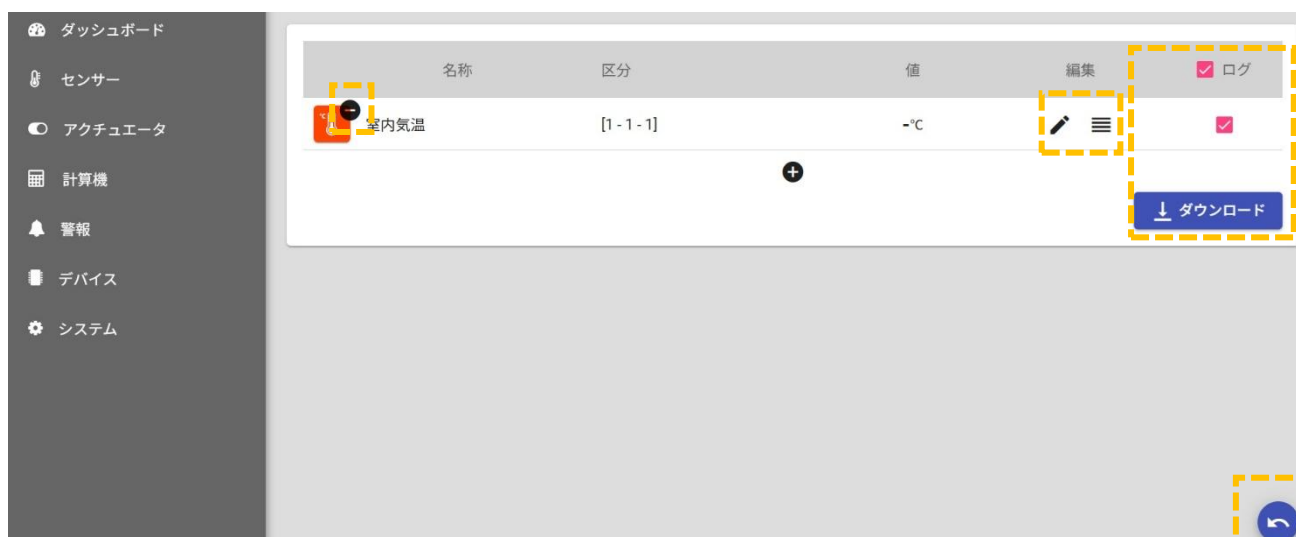 ダッシュボード
センサー
アクチュエータ
計算機
警報
デバイス
システム
名称 区分 値 編集 ログ
℃ 室内気温 [1 - 1 - 1] -℃
ダウンロード